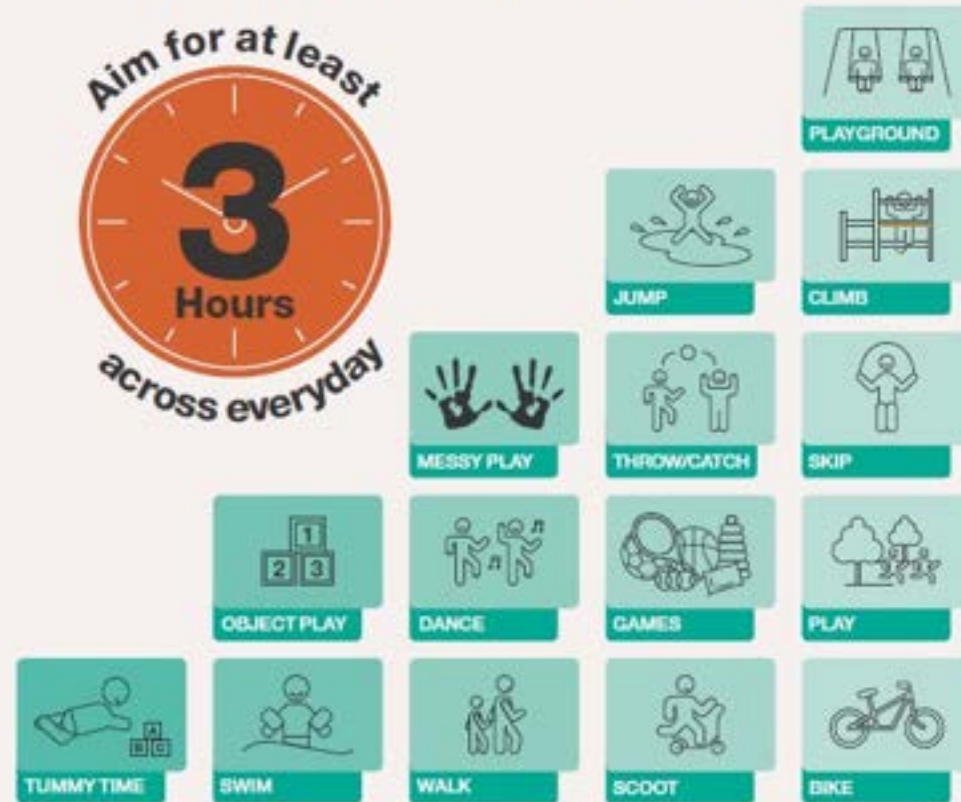 Aim for at least
3
Hours
across everyday
PLAYGROUND
JUMP
CLIMB
MESSY PLAY
THROW/CATCH
SKIP
1
2 3
OBJECT PLAY
DANCE
GAMES
PLAY
A
B C
TUMMY TIME
SWIM
WALK
SCOOT
BIKE